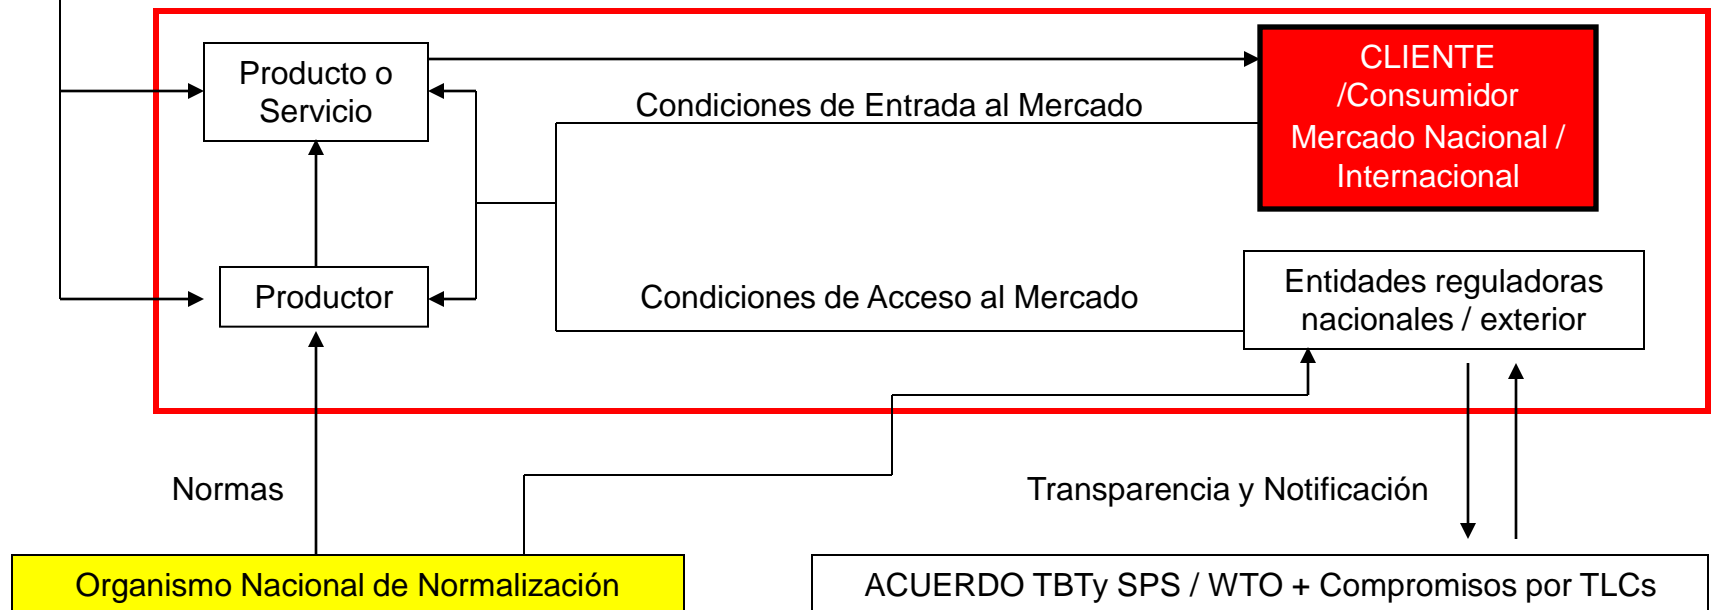 Producto o
Servicio
CLIENTE
/Consumidor
Mercado Nacional /
Internacional
Condiciones de Entrada al Mercado
Productor
Condiciones de Acceso al Mercado
Entidades reguladoras
nacionales / exterior
Normas
Transparencia y Notificación
Organismo Nacional de Normalización
ACUERDO TBTy SPS / WTO + Compromisos por TLCs